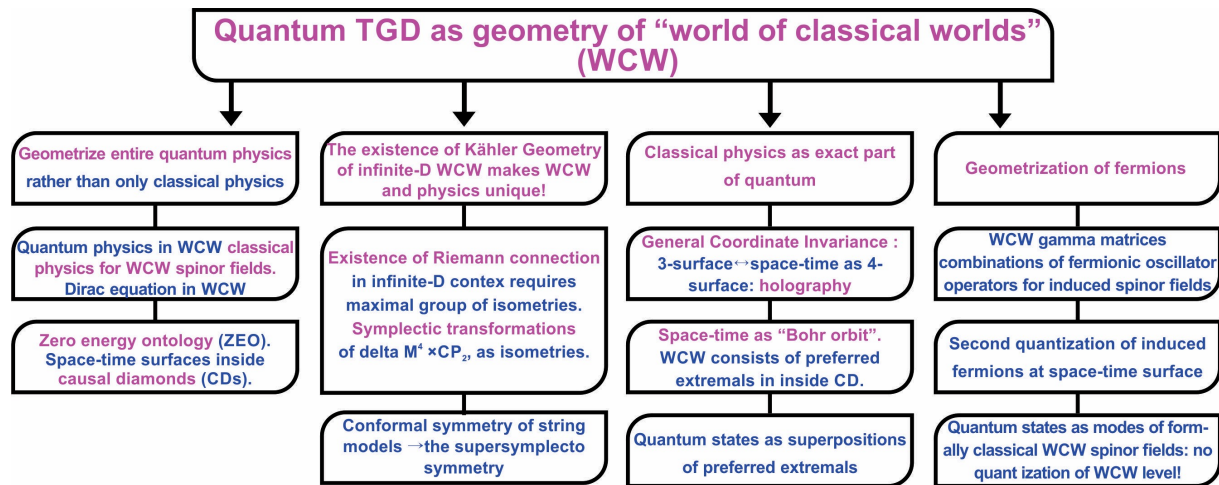 Quantum TGD as geometry of “world of classical worlds”
(WCW)
Geometrize entire quantum physics
rather than only classical physics
Quantum physics in WCW classical
physics for WCW spinor fields.
Dirac equation in WCW
Zero energy ontology (ZEO).
Space-time surfaces inside
causal diamonds (CDs).
The existence of Kähler Geometry
of infinite-D WCW makes WCW
and physics unique!
Existence of Riemann connection
in infinite-D contex requires
maximal group of isometries.
Symplectic transformations
of delta M⁴ ×CP₂, as isometries.
Conformal symmetry of string
models →the supersymplecto
symmetry
Classical physics as exact part
of quantum
General Coordinate Invariance :
3-surface↔space-time as 4-
surface: holography
Space-time as “Bohr orbit”.
WCW consists of preferred
extremals in inside CD.
Quantum states as superpositions
of preferred extremals
Geometrization of fermions
WCW gamma matrices
combinations of fermionic oscillator
operators for induced spinor fields
Second quantization of induced
fermions at space-time surface
Quantum states as modes of form-
ally classical WCW spinor fields: no
quant ization of WCW level!